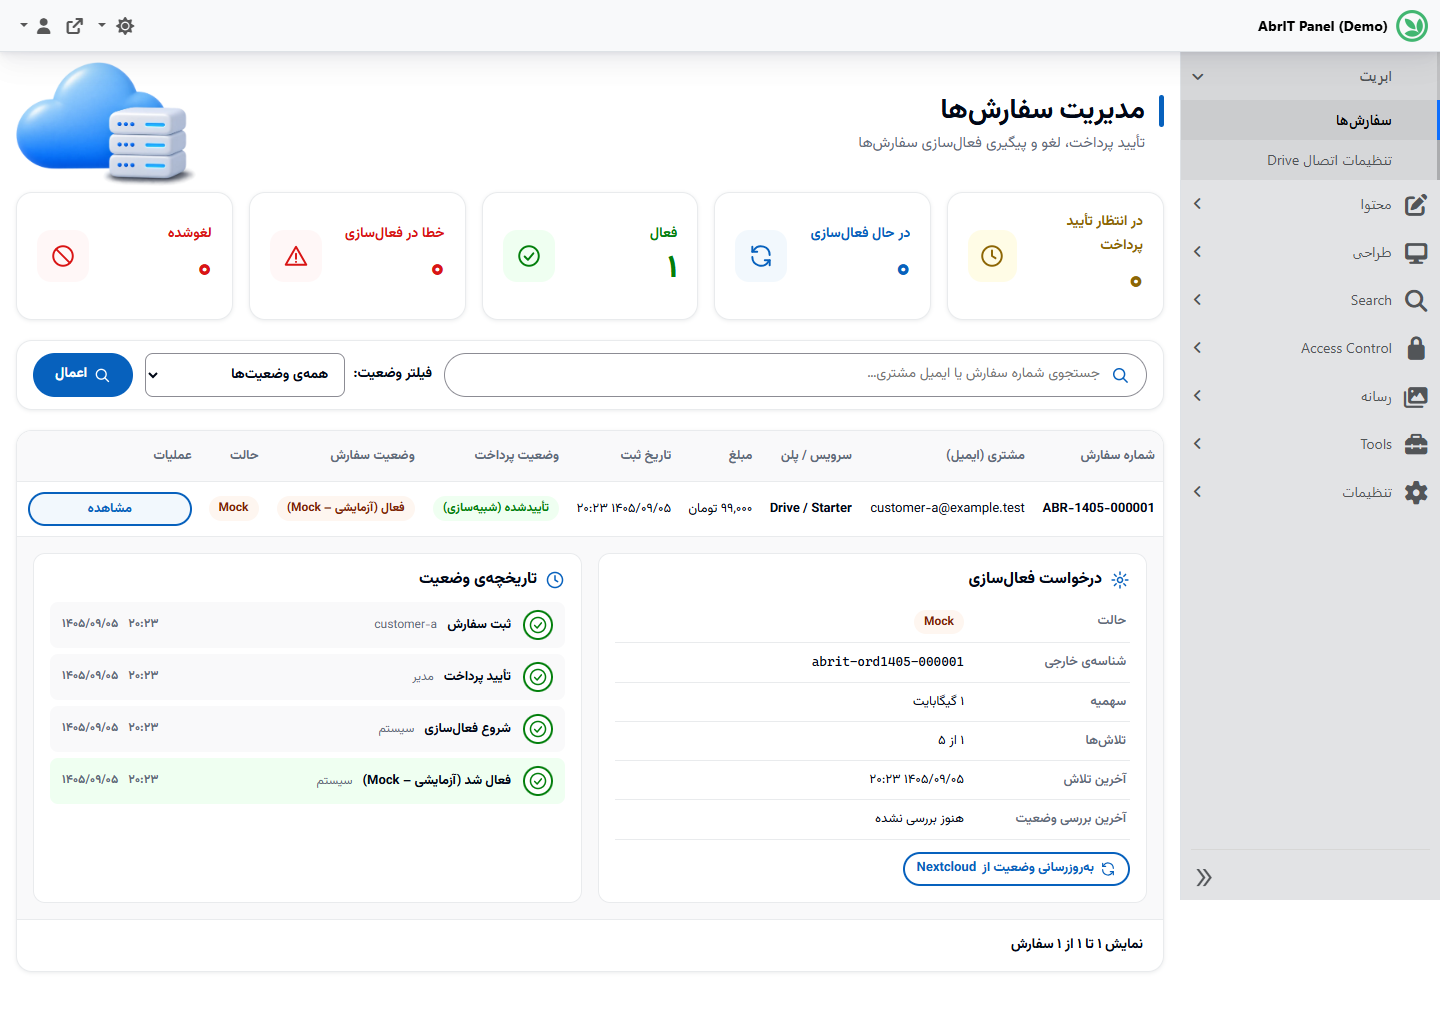 AbrIT Panel (Demo)
ابریت
سفارش‌ها
تنظیمات اتصال Drive
محتوا
طراحی
Search
Access Control
رسانه
Tools
تنظیمات
مدیریت سفارش‌ها
تأیید پرداخت، لغو و پیگیری فعال‌سازی سفارش‌ها
در انتظار تأیید
پرداخت
۰
در حال فعال‌سازی
۰
فعال
۱
خطا در فعال‌سازی
۰
لغوشده
۰
جستجوی شماره سفارش یا ایمیل مشتری...
فیلتر وضعیت:
همه‌ی وضعیت‌ها
اعمال
شماره سفارش مشتری (ایمیل) سرویس / پلن مبلغ تاریخ ثبت وضعیت پرداخت وضعیت سفارش حالت عملیات
ABR-1405-000001 customer-a@example.test Drive / Starter ۹۹,۰۰۰ تومان ۱۴۰۵/۰۹/۰۵ ۲۰:۲۳ تأییدشده (شبیه‌سازی) فعال (آزمایشی – Mock) Mock مشاهده
درخواست فعال‌سازی
حالت Mock
شناسه‌ی خارجی abrit-ord1405-000001
سهمیه ۱ گیگابایت
تلاش‌ها ۱ از ۵
آخرین تلاش ۱۴۰۵/۰۹/۰۵ ۲۰:۲۳
آخرین بررسی وضعیت هنوز بررسی نشده
به‌روزرسانی وضعیت از Nextcloud
تاریخچه‌ی وضعیت
ثبت سفارش customer-a ۲۰:۲۳ ۱۴۰۵/۰۹/۰۵
تأیید پرداخت مدیر ۲۰:۲۳ ۱۴۰۵/۰۹/۰۵
شروع فعال‌سازی سیستم ۲۰:۲۳ ۱۴۰۵/۰۹/۰۵
فعال شد (آزمایشی – Mock) سیستم ۲۰:۲۳ ۱۴۰۵/۰۹/۰۵
نمایش ۱ تا ۱ از ۱ سفارش